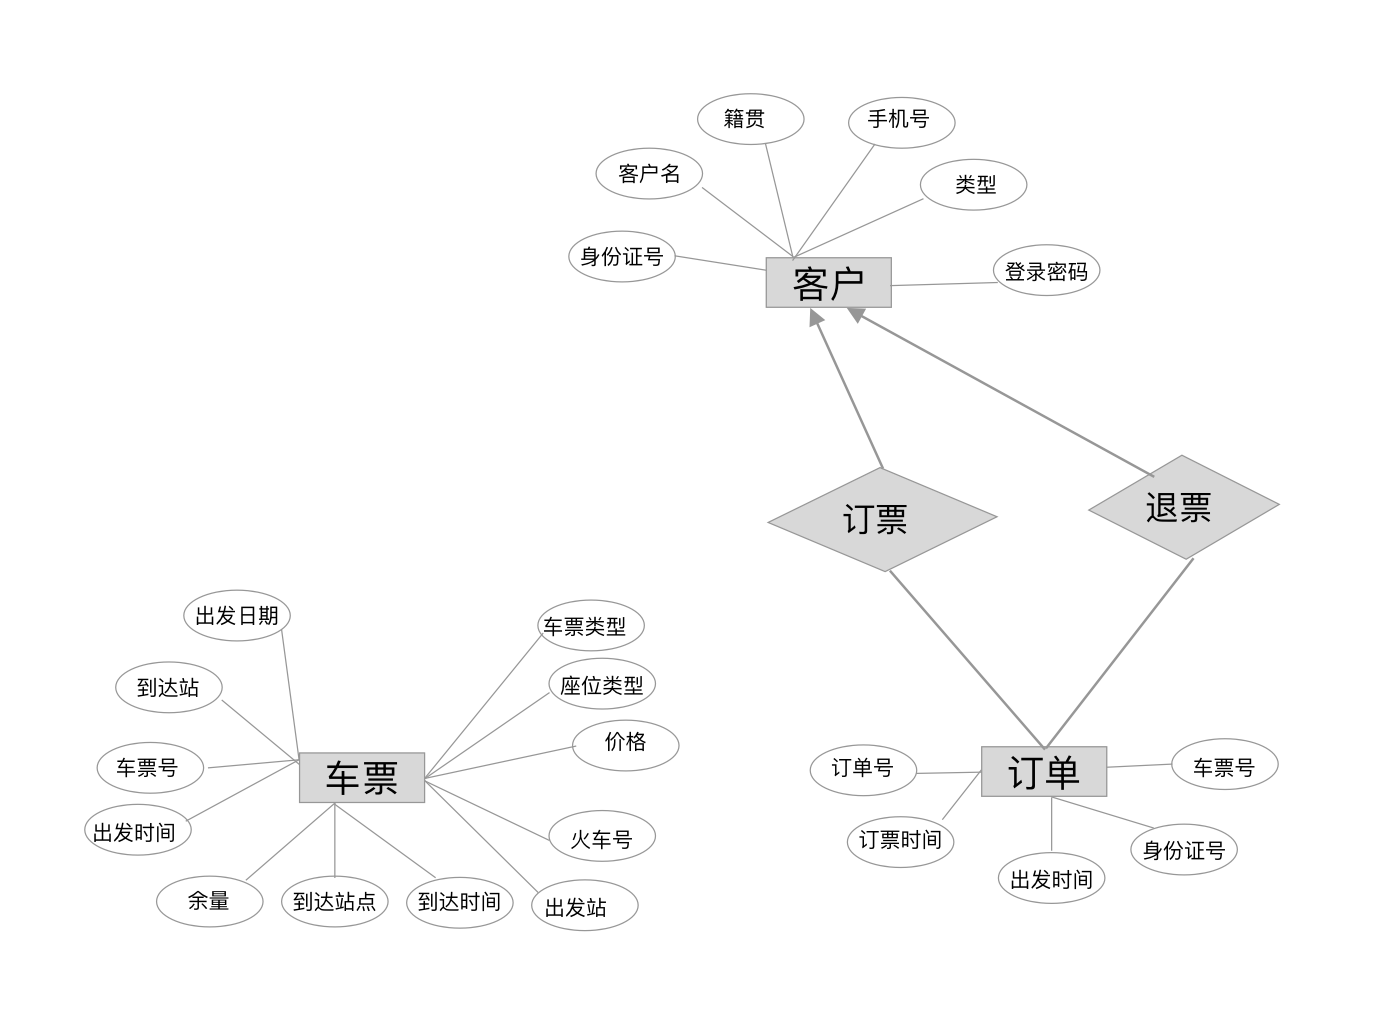 籍贯
手机号
客户名
类型
身份证号
登录密码
客户
订票
退票
出发日期
车票类型
到达站
座位类型
价格
车票号
车票
出发时间
火车号
余量
到达站点
到达时间
出发站
订单号
订单
车票号
订票时间
出发时间
身份证号